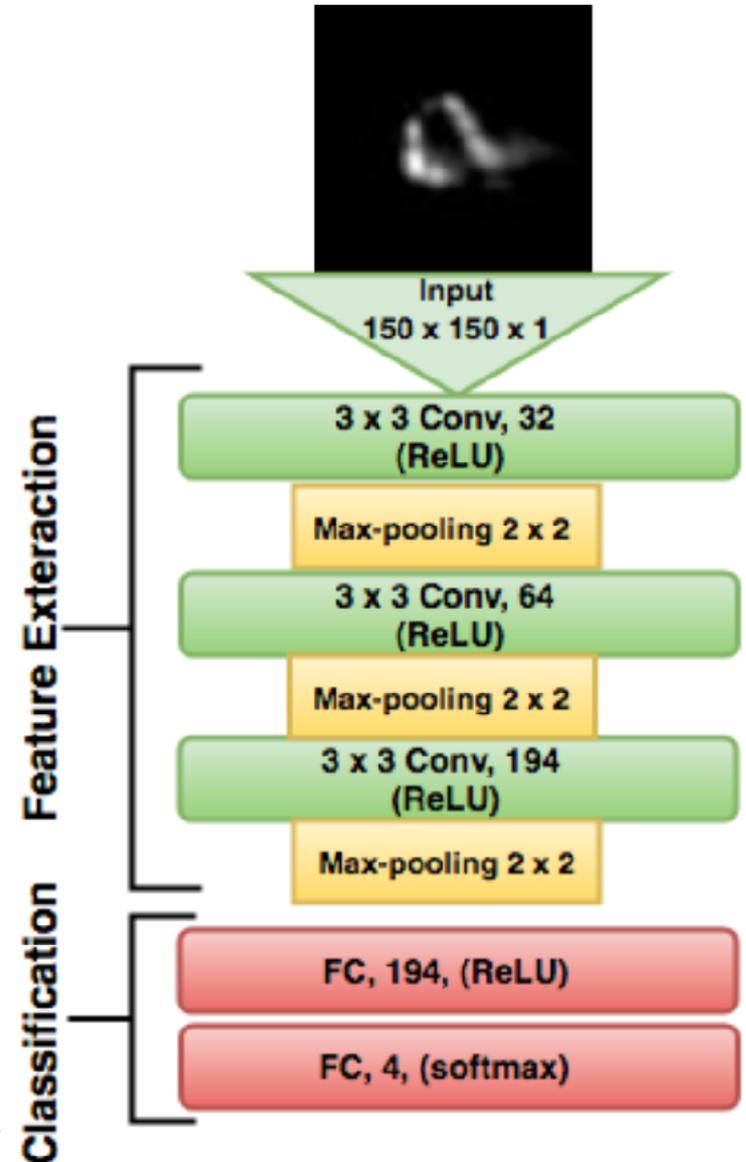 Input
150 x 150 x 1
Feature Exteraction
3 x 3 Conv, 32
(ReLU)
Max-pooling 2 x 2
3 x 3 Conv, 64
(ReLU)
Max-pooling 2 x 2
3 x 3 Conv, 194
(ReLU)
Max-pooling 2 x 2
Classification
FC, 194, (ReLU)
FC, 4, (softmax)